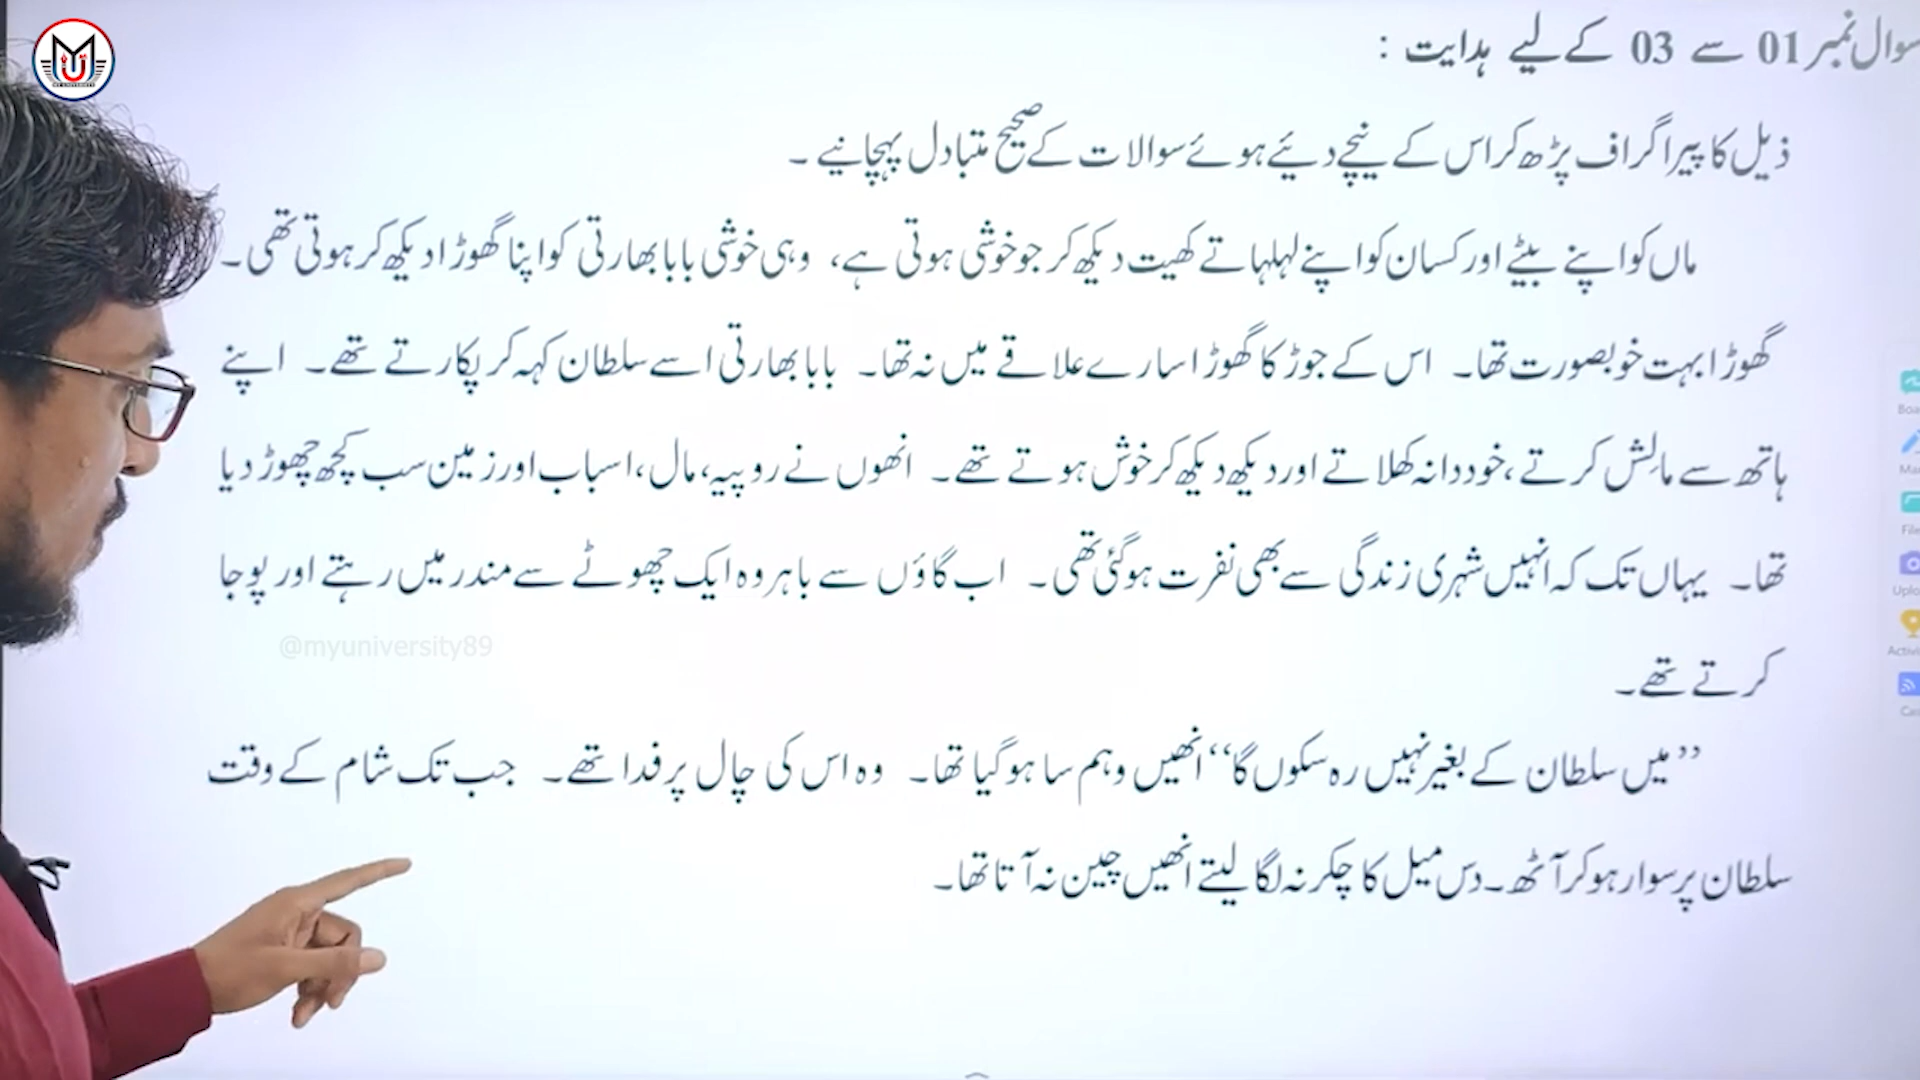 سوال نمبر 01 سے 03 کے لیے ہدایت :
ذیل کا پیرا گراف پڑھ کر اس کے نیچے دئیے ہوئے سوالات کے صحیح متبادل پہچانیے ۔
ماں کو اپنے بیٹے اور کسان کو اپنے لہلہاتے کھیت دیکھ کر جو خوشی ہوتی ہے، وہی خوشی بابا بھارتی کو اپنا گھوڑا دیکھ کر ہوتی تھی ۔
گھوڑا بہت خوبصورت تھا۔ اس کے جوڑ کا گھوڑا سارے علاقے میں نہ تھا۔ بابا بھارتی اسے سلطان کہہ کر پکارتے تھے۔ اپنے
ہاتھ سے مالِش کرتے ، خود دانہ کھلاتے اور دیکھ دیکھ کر خوش ہوتے تھے۔ انھوں نے روپیہ، مال، اسباب اور زمین سب کچھ چھوڑ دیا
تھا۔ یہاں تک کہ انہیں شہری زندگی سے بھی نفرت ہو گئی تھی ۔ اب گاؤں سے باہر وہ ایک چھوٹے سے مندر میں رہتے اور پوجا
@myuniversity89
کرتے تھے۔
’’میں سلطان کے بغیر نہیں رہ سکوں گا‘‘ انھیں وہم سا ہو گیا تھا۔ وہ اس کی چال پر فدا تھے۔ جب تک شام کے وقت
سلطان پر سوار ہو کر آٹھ ۔ دس میل کا چکر نہ لگا لیتے انھیں چین نہ آتا تھا۔